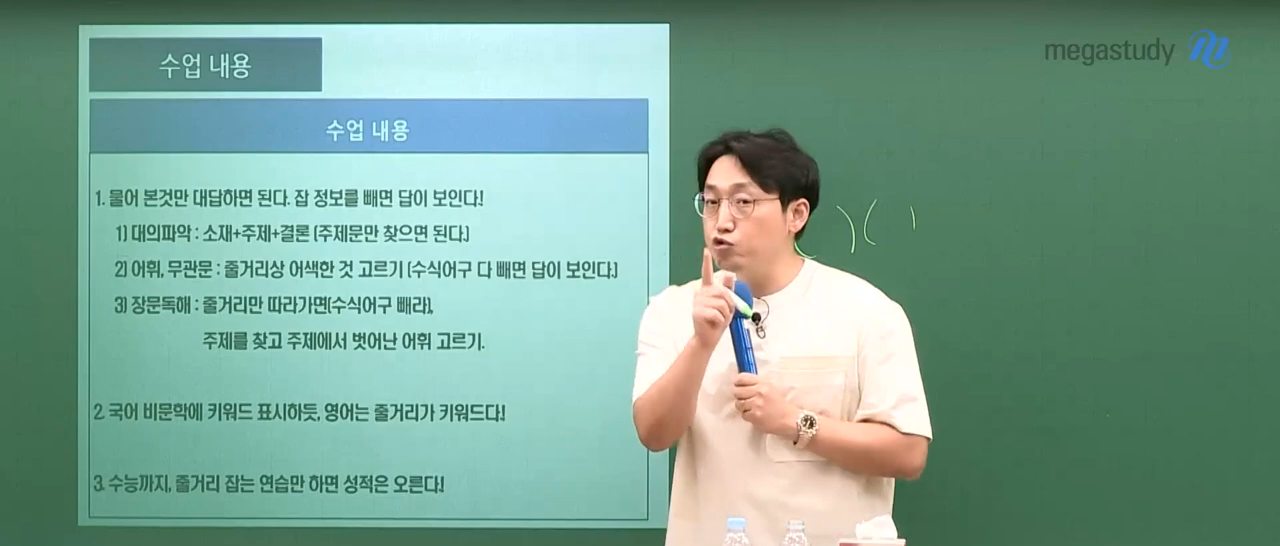 megastudy
수업 내용
수업 내용
1. 물어 본것만 대답하면 된다. 잡 정보를 빼면 답이 보인다!
1) 대의파악 : 소재+주제+결론 (주제문만 찾으면 된다.)
2) 어휘, 무관문 : 줄거리상 어색한 것 고르기 (수식어구 다 빼면 답이 보인다.)
3) 장문독해 : 줄거리만 따라가면(수식어구 빼라),
주제를 찾고 주제에서 벗어난 어휘 고르기.
2. 국어 비문학에 키워드 표시하듯, 영어는 줄거리가 키워드다!
3. 수능까지, 줄거리 잡는 연습만 하면 성적은 오른다!